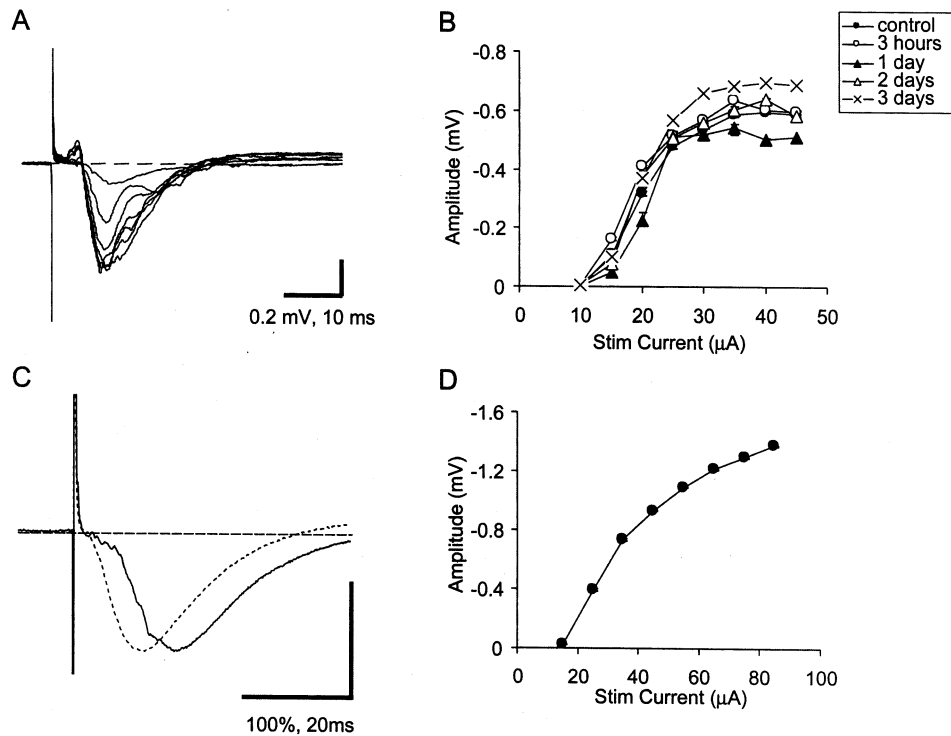 A
0.2 mV, 10 ms
B
control
3 hours
1 day
2 days
3 days
-0.8
-0.6
-0.4
-0.2
0
Amplitude (mV)
0 10 20 30 40 50
Stim Current (µA)
C
100%, 20ms
D
-1.6
-1.2
-0.8
-0.4
0
Amplitude (mV)
0 20 40 60 80 100
Stim Current (µA)